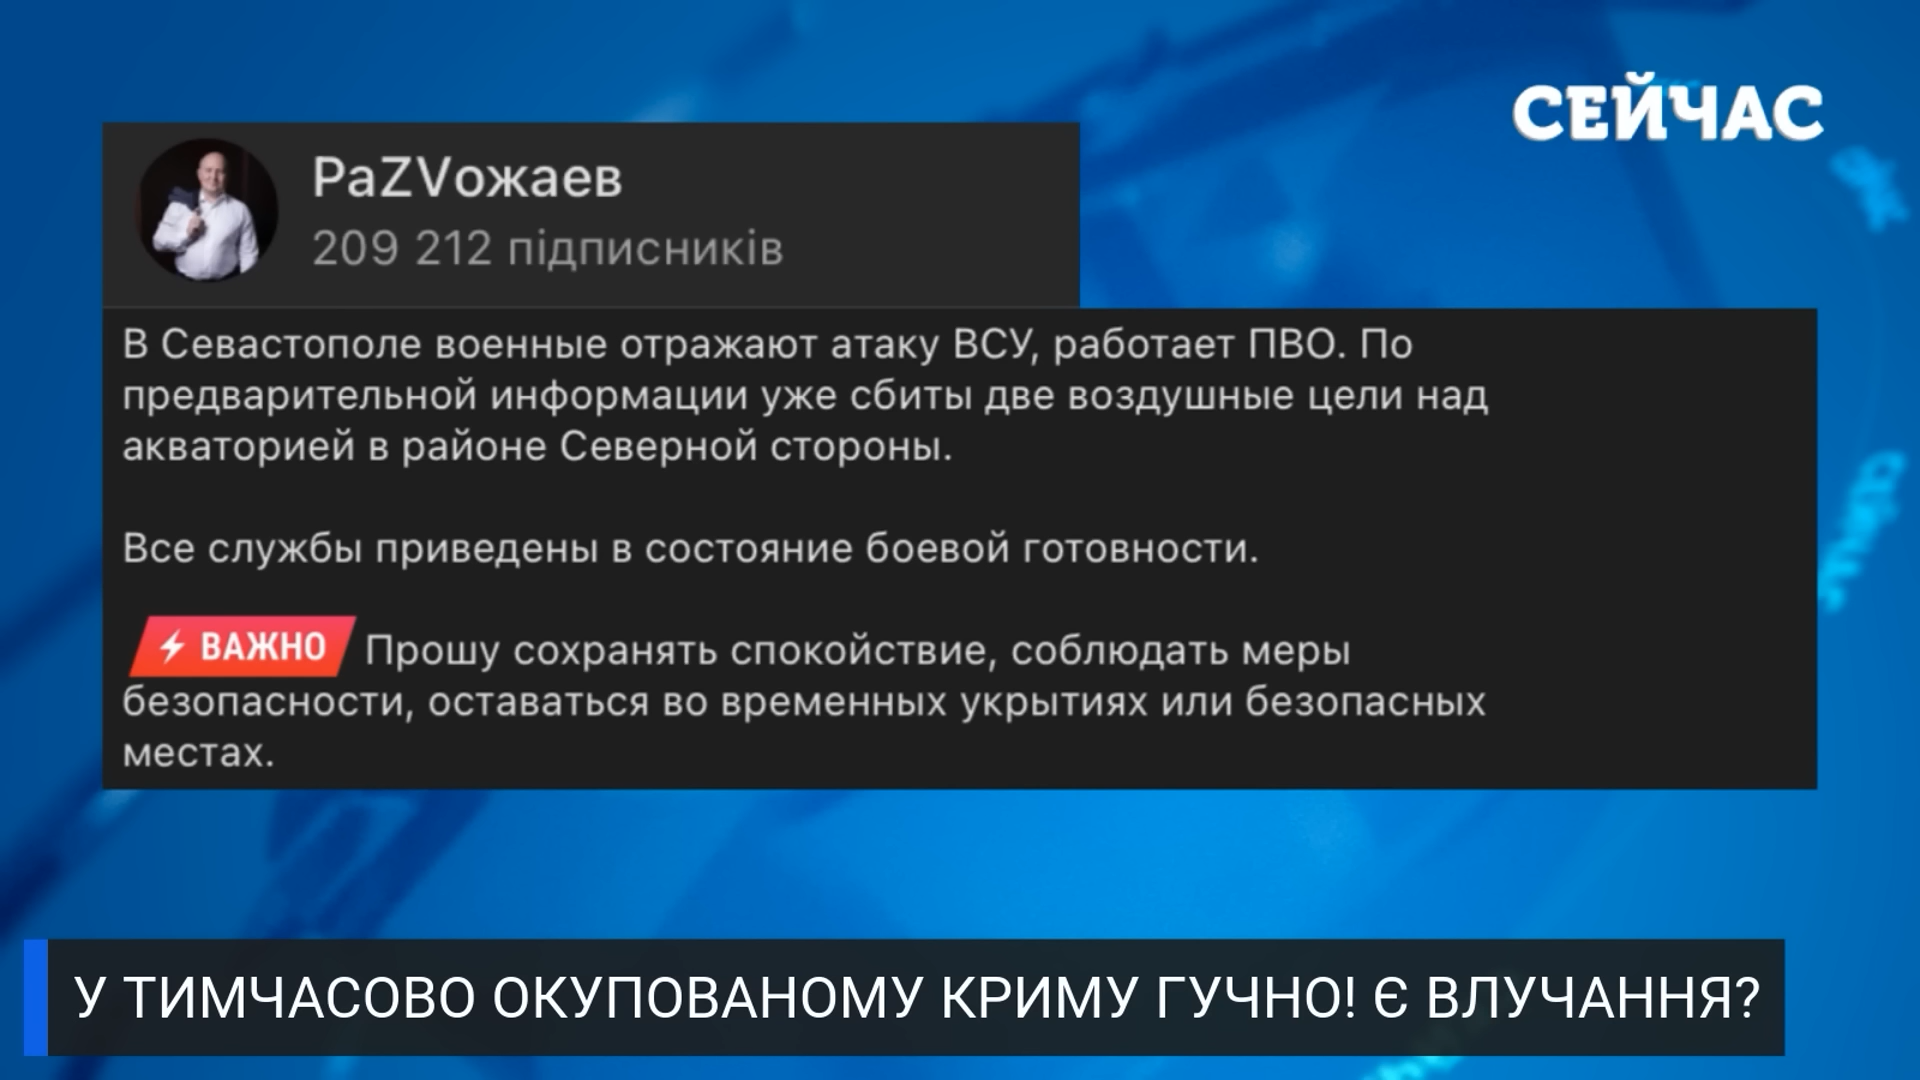 СЕЙЧАС
РаZVожаев
209 212 підписників
В Севастополе военные отражают атаку ВСУ, работает ПВО. По
предварительной информации уже сбиты две воздушные цели над
акваторией в районе Северной стороны.
Все службы приведены в состояние боевой готовности.
ВАЖНО Прошу сохранять спокойствие, соблюдать меры
безопасности, оставаться во временных укрытиях или безопасных
местах.
У ТИМЧАСОВО ОКУПОВАНОМУ КРИМУ ГУЧНО! Є ВЛУЧАННЯ?